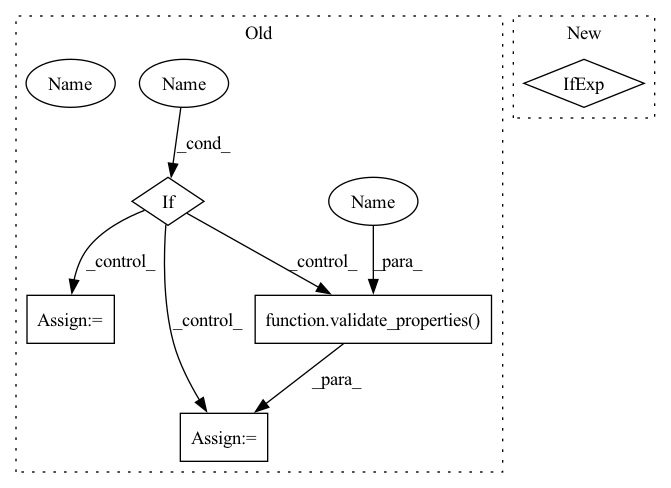 Old
New
Name
Name
IfExp
_cond_
If
Name
_control_
_control_
_para_
_control_
Assign:=
function.validate_properties()
_para_
Assign:=